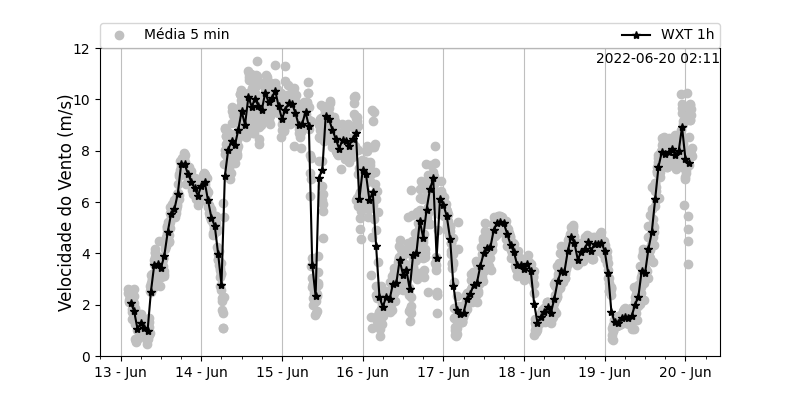 Média 5 min
WXT 1h
2022-06-20 02:11
Velocidade do Vento (m/s)
12
10
8
6
4
2
0
13 - Jun 14 - Jun 15 - Jun 16 - Jun 17 - Jun 18 - Jun 19 - Jun 20 - Jun